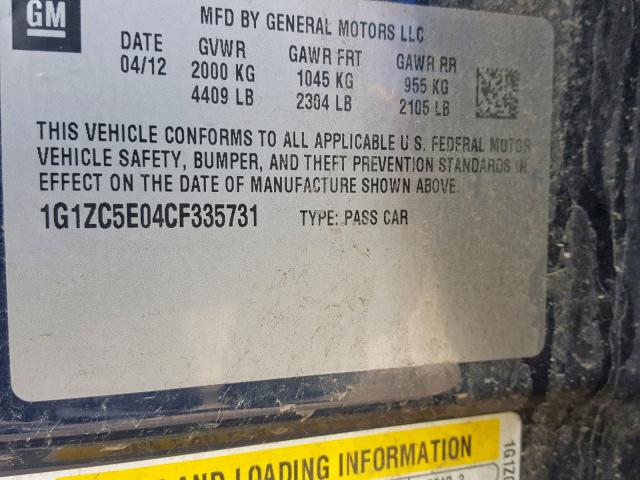 GM
MFD BY GENERAL MOTORS LLC
DATE GVWR GAWR FRT GAWR RR
04/12 2000 KG 1045 KG 955 KG
4409 LB 2304 LB 2105 LB
THIS VEHICLE CONFORMS TO ALL APPLICABLE U.S. FEDERAL MOTOR
VEHICLE SAFETY, BUMPER, AND THEFT PREVENTION STANDARDS IN
EFFECT ON THE DATE OF MANUFACTURE SHOWN ABOVE.
1G1ZC5E04CF335731 TYPE: PASS CAR
AND LOADING INFORMATION